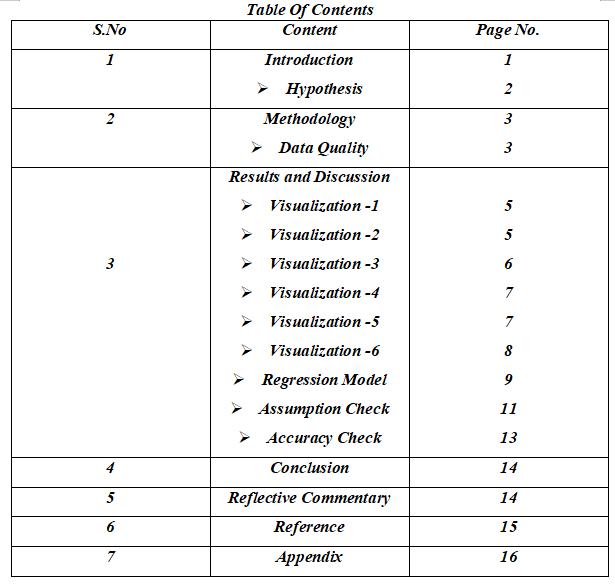 Table Of Contents
S.No Content Page No.
1 Introduction 1
➢ Hypothesis 2
2 Methodology 3
➢ Data Quality 3
Results and Discussion
➢ Visualization -1 5
➢ Visualization -2 5
3 ➢ Visualization -3 6
➢ Visualization -4 7
➢ Visualization -5 7
➢ Visualization -6 8
➢ Regression Model 9
➢ Assumption Check 11
➢ Accuracy Check 13
4 Conclusion 14
5 Reflective Commentary 14
6 Reference 15
7 Appendix 16